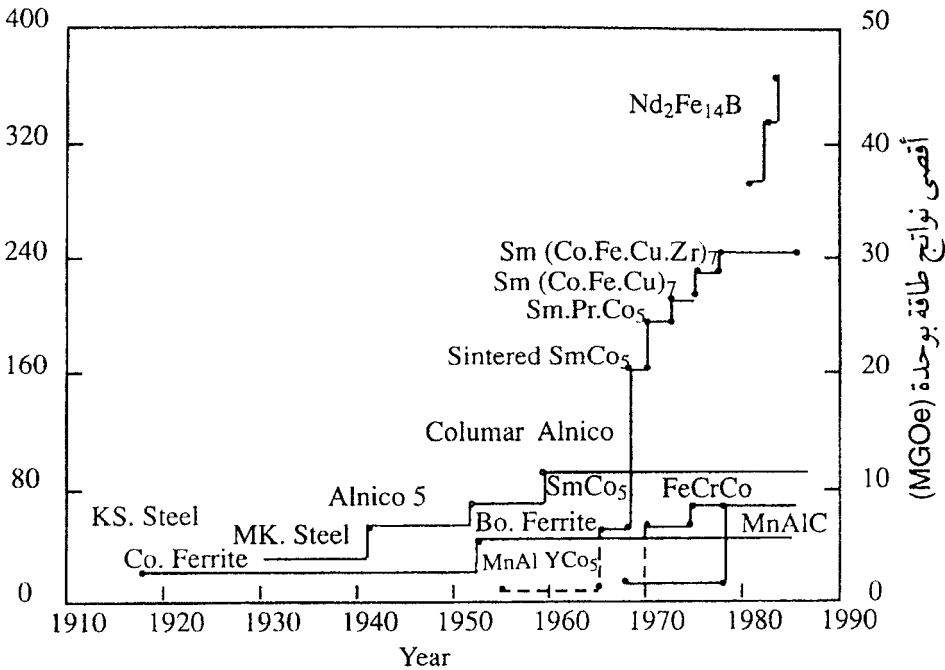 400
50
Nd₂Fe₁₄B
320
40
240
30
Sm (Co.Fe.Cu.Zr)₇
Sm (Co.Fe.Cu)₇
Sm.Pr.Co₅
160
Sintered SmCo₅
20
Columar Alnico
80
Alnico 5
SmCo₅
FeCrCo
10
KS. Steel
MK. Steel
Bo. Ferrite
MnAlC
Co. Ferrite
MnAl YCo₅
0
0
1910 1920 1930 1940 1950 1960 1970 1980 1990
Year
أقصى نواتج طاقة بوحدة (MGOe)